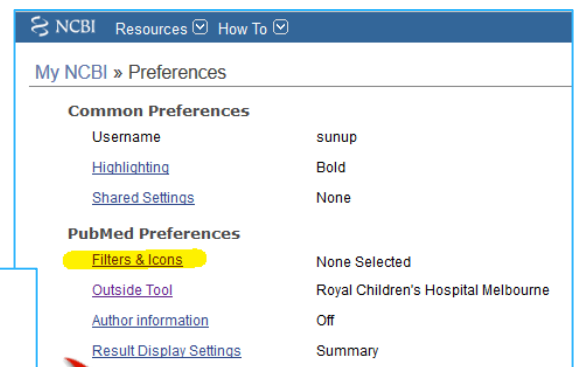 NCBI Resources How To
My NCBI » Preferences
Common Preferences
Username sunup
Highlighting Bold
Shared Settings None
PubMed Preferences
Filters & Icons None Selected
Outside Tool Royal Children's Hospital Melbourne
Author information Off
Result Display Settings Summary